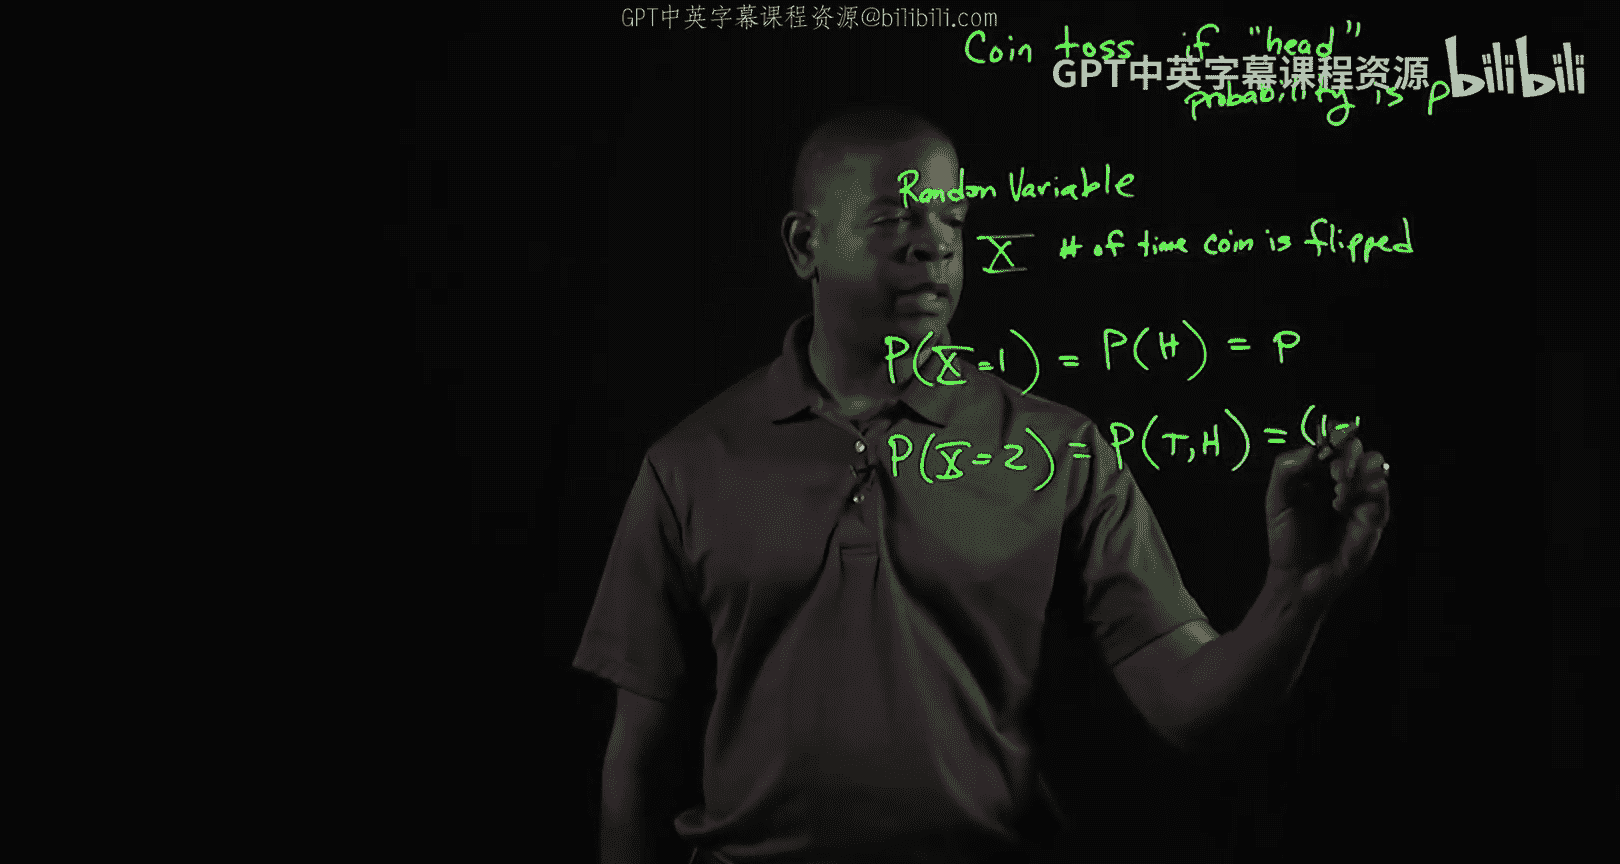 GPT中英字幕课程资源@bilibili.com
Coin toss if "head"
GPT中英字幕课程资源 bilibili
probability is p
Random Variable
X # of time coin is flipped
P(X=1) = P(H) = P
P(X=2) = P(T,H) = (1-